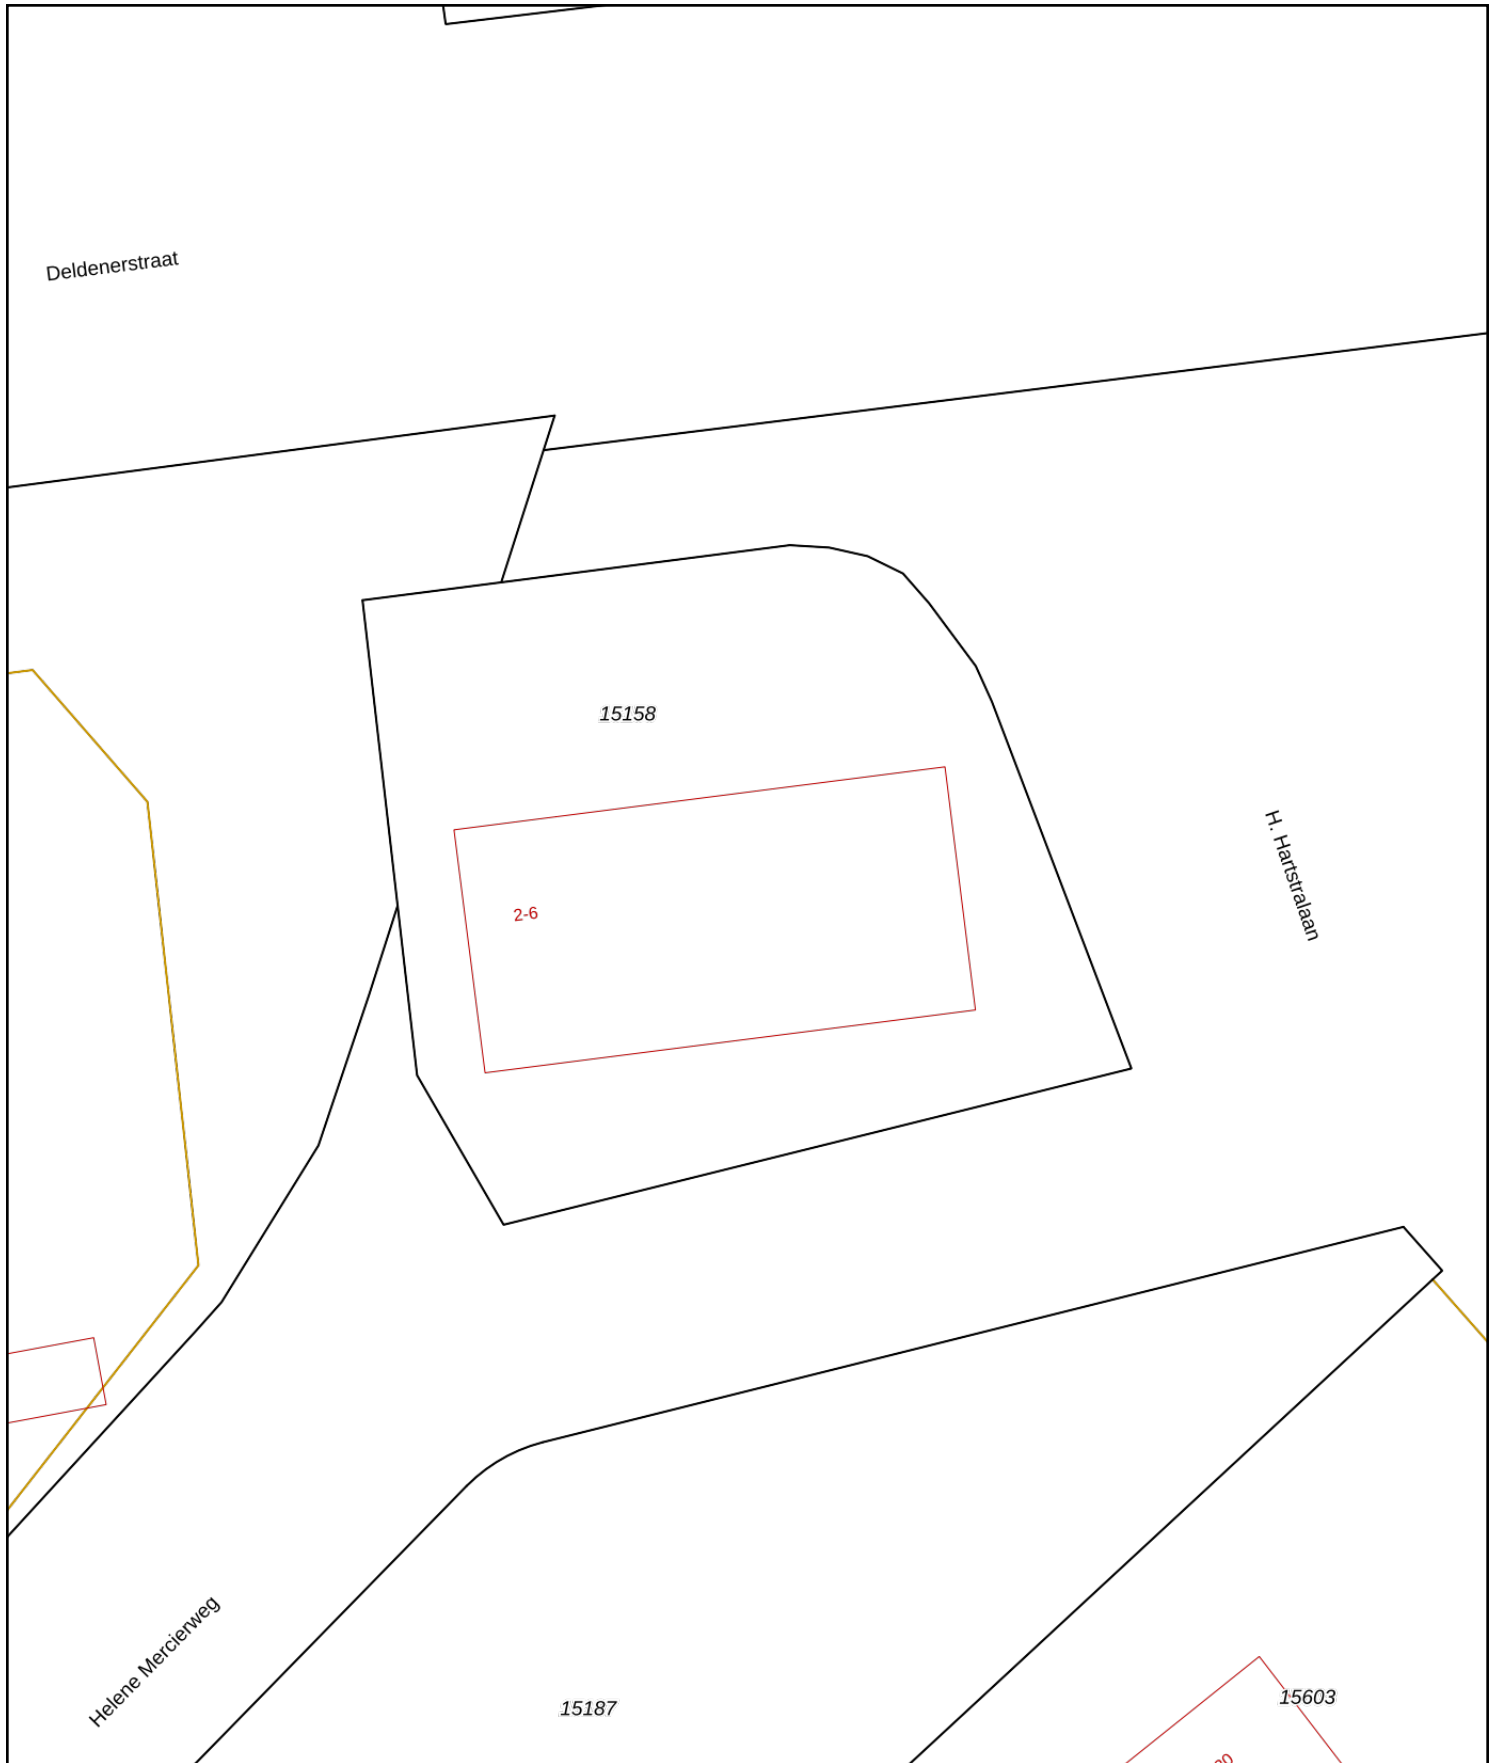 Deldenerstraat
15158
H. Hartstralaan
2-6
Helene Mercierweg
15603
15187